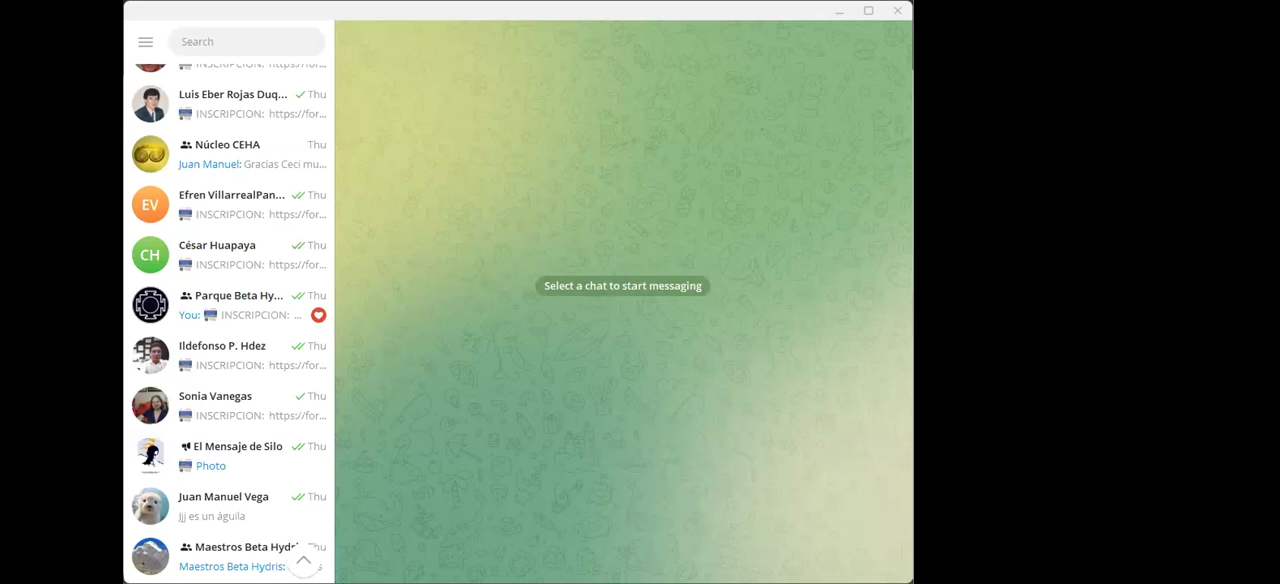 Search
INSCRIPCION: https://for...
Luis Eber Rojas Duq... Thu
INSCRIPCION: https://for...
Núcleo CEHA Thu
Juan Manuel: Gracias Ceci mu...
EV
Efren VillarrealPan... Thu
INSCRIPCION: https://for...
CH
César Huapaya Thu
INSCRIPCION: https://for...
Parque Beta Hy... Thu
You: INSCRIPCION: ...
Select a chat to start messaging
Ildefonso P. Hdez Thu
INSCRIPCION: https://for...
Sonia Vanegas Thu
INSCRIPCION: https://for...
El Mensaje de Silo Thu
Photo
Juan Manuel Vega Thu
Jjj es un águila
Maestros Beta Hydr Thu
Maestros Beta Hydris: